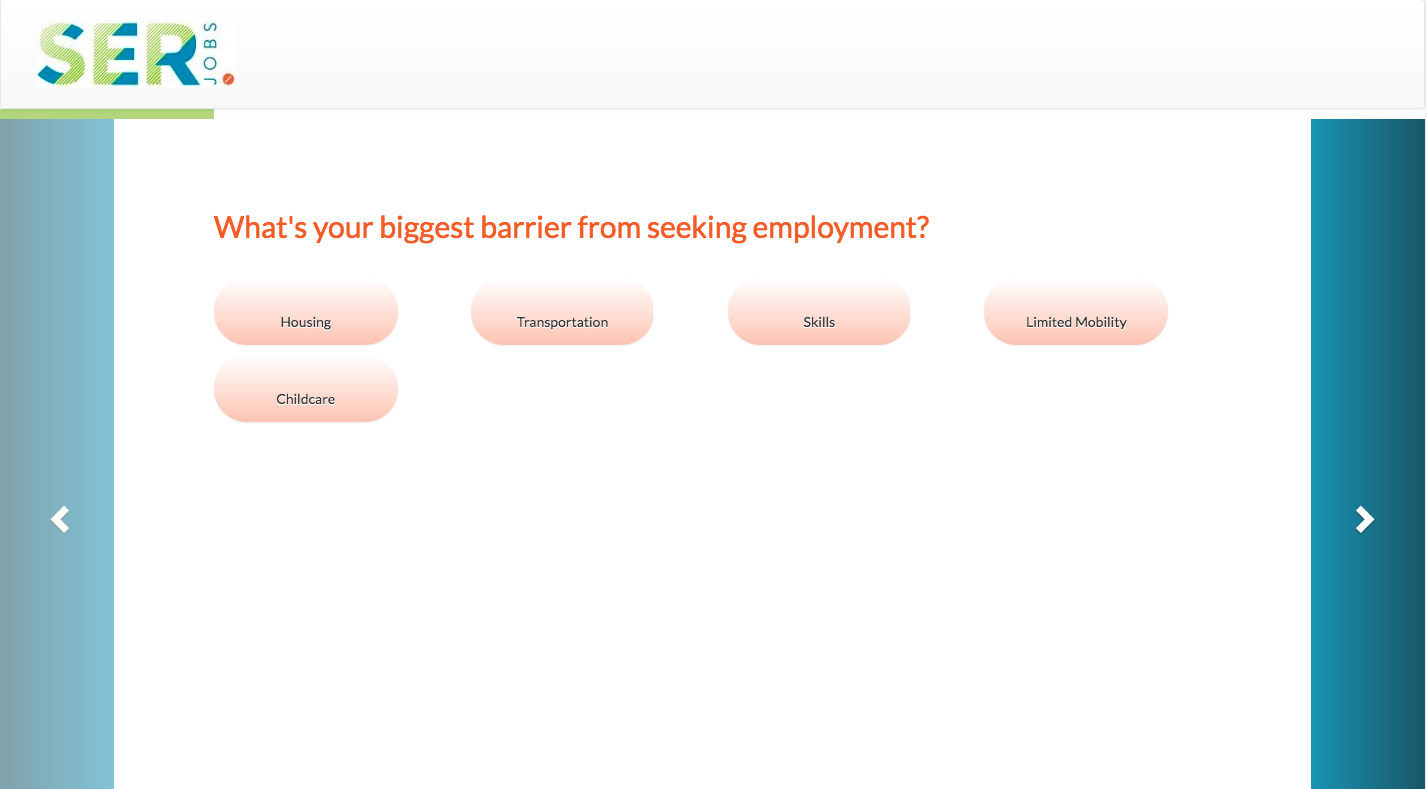 SER JOBS
What's your biggest barrier from seeking employment?
Housing Transportation Skills Limited Mobility
Childcare